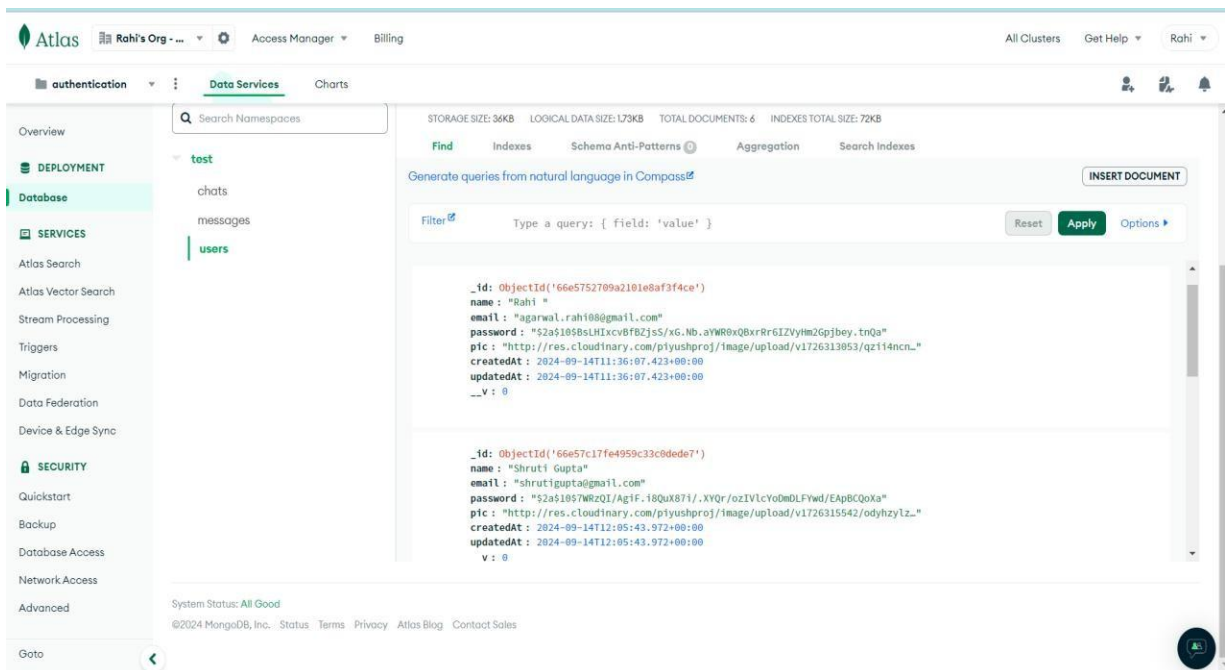 Atlas Rahi's Org - ... Access Manager Billing All Clusters Get Help Rahi
authentication Data Services Charts
Overview
DEPLOYMENT
Database
SERVICES
Atlas Search
Atlas Vector Search
Stream Processing
Triggers
Migration
Data Federation
Device & Edge Sync
SECURITY
Quickstart
Backup
Database Access
Network Access
Advanced
Goto
Search Namespaces
test
chats
messages
users
STORAGE SIZE: 36KB LOGICAL DATA SIZE: 1.73KB TOTAL DOCUMENTS: 6 INDEXES TOTAL SIZE: 72KB
Find Indexes Schema Anti-Patterns 0 Aggregation Search Indexes
Generate queries from natural language in Compass
INSERT DOCUMENT
Filter Type a query: { field: 'value' } Reset Apply Options
_id: ObjectId('66e5752709a2101e8af3f4ce')
name : "Rahi "
email : "agarwal.rahi08@gmail.com"
password : "$2a$10$BsLHIxcvBfBZjsS/xG.Nb.aYWR0xQBxrRr6IZVyHm2Gpjbey.tnQa"
pic : "http://res.cloudinary.com/piyushproj/image/upload/v1726313053/qzii4ncn…"
createdAt : 2024-09-14T11:36:07.423+00:00
updatedAt : 2024-09-14T11:36:07.423+00:00
__v : 0
_id: ObjectId('66e57c17fe4959c33c0dede7')
name : "Shruti Gupta"
email : "shrutigupta@gmail.com"
password : "$2a$10$7WRzQI/AgiF.i8QuX87i/.XYQr/ozIVlcYoDmDLFYwd/EApBCQoXa"
pic : "http://res.cloudinary.com/piyushproj/image/upload/v1726315542/odyhzylz…"
createdAt : 2024-09-14T12:05:43.972+00:00
updatedAt : 2024-09-14T12:05:43.972+00:00
__v : 0
System Status: All Good
©2024 MongoDB, Inc. Status Terms Privacy Atlas Blog Contact Sales